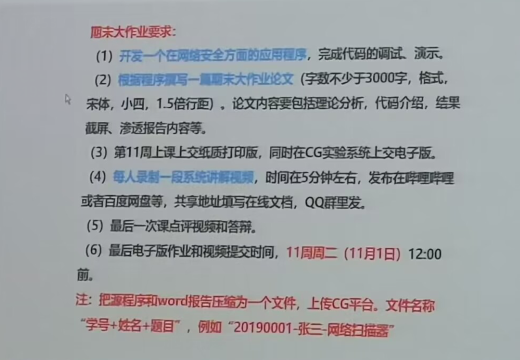 期末大作业要求：
（1）开发一个在网络安全方面的应用程序，完成代码的调试、演示。
（2）根据程序撰写一篇期末大作业论文（字数不少于3000字，格式，
宋体，小四，1.5倍行距）。论文内容要包括理论分析，代码介绍，结果
截屏、渗透报告内容等。
（3）第11周上课上交纸质打印版，同时在CG实验系统上交电子版。
（4）每人录制一段系统讲解视频，时间在5分钟左右，发布在哔哩哔哩
或者百度网盘等，共享地址填写在线文档，QQ群里发。
（5）最后一次课点评视频和答辩。
（6）最后电子版作业和视频提交时间，11周周二（11月1日）12:00
前。
注：把源程序和word报告压缩为一个文件，上传CG平台。文件名称
“学号+姓名+题目”，例如“20190001-张三-网络扫描器”